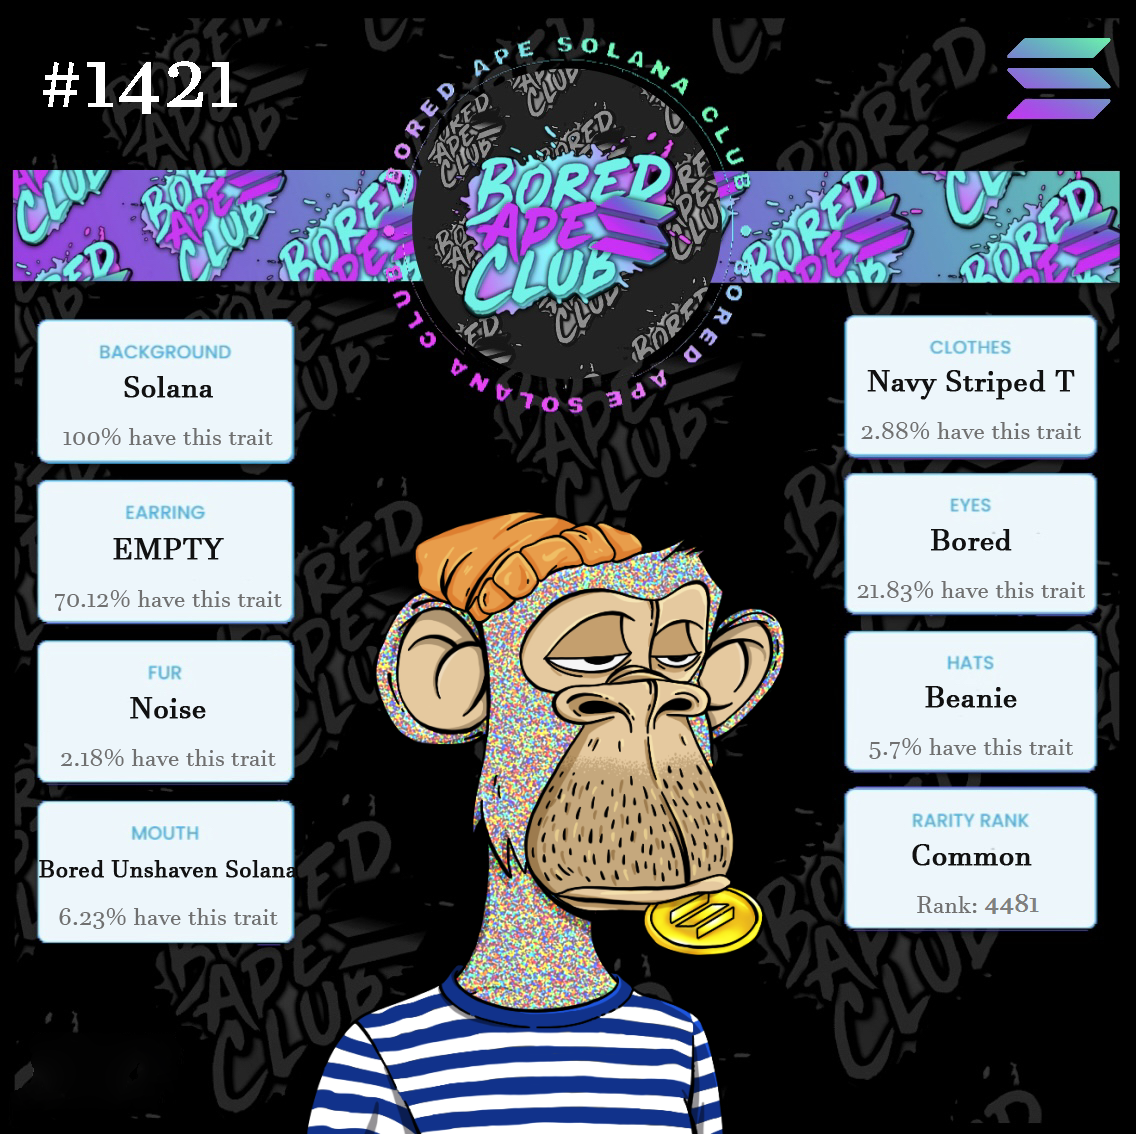 #1421
BORED APE SOLANA CLUB
BORED APE SOLANA CLUB
BORED
APE
CLUB
BACKGROUND
Solana
100% have this trait
EARRING
EMPTY
70.12% have this trait
FUR
Noise
2.18% have this trait
MOUTH
Bored Unshaven Solana
6.23% have this trait
CLOTHES
Navy Striped T
2.88% have this trait
EYES
Bored
21.83% have this trait
HATS
Beanie
5.7% have this trait
RARITY RANK
Common
Rank: 4481